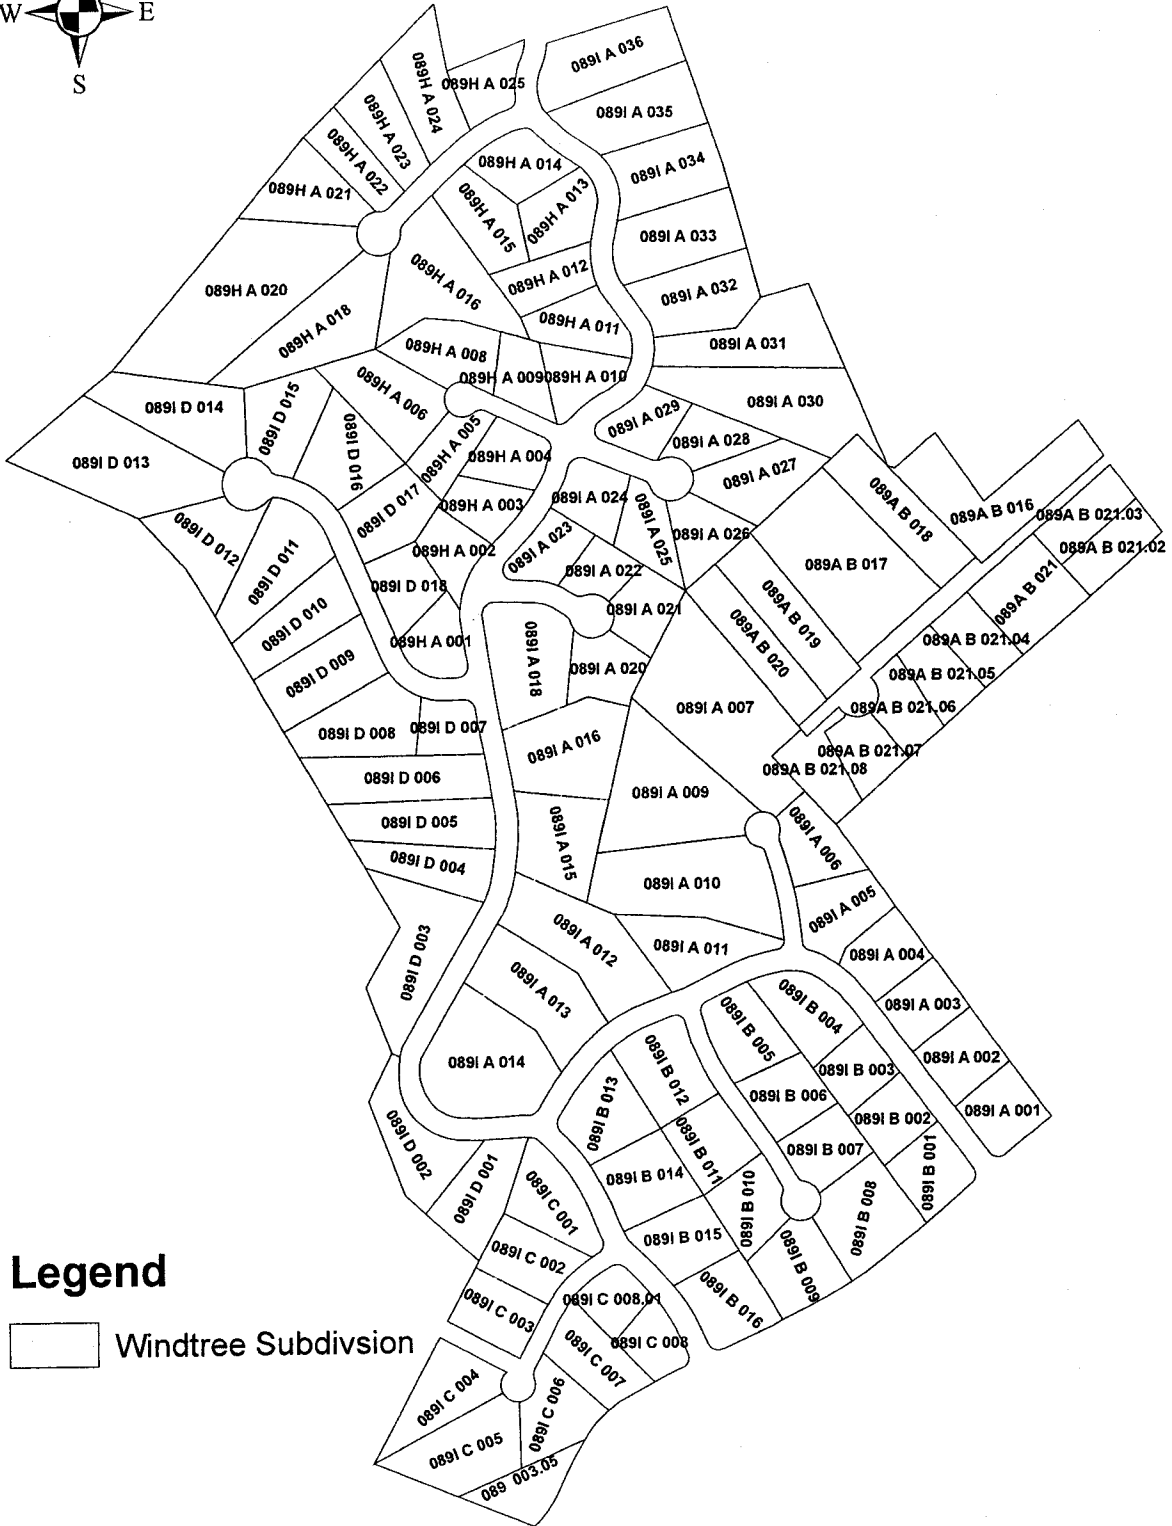 W E
S
089I A 036
089H A 025
089H A 024
089I A 035
089H A 023
089H A 022
089H A 014
089I A 034
089H A 021
089H A 015
089H A 013
089I A 033
089H A 020
089H A 016
089H A 012
089I A 032
089H A 018
089H A 011
089I A 031
089H A 008
089H A 009
089H A 010
089I D 014
089I D 015
089H A 006
089I A 030
089I A 029
089I A 028
089I D 013
089I D 016
089H A 005
089H A 004
089I A 027
089I D 017
089H A 003
089I A 024
089I A 025
089A B 018
089A B 016
089A B 021.03
089I D 012
089I D 011
089H A 002
089I A 023
089I A 026
089A B 021.02
089I D 018
089I A 022
089A B 017
089A B 021
089I D 010
089I A 021
089A B 019
089I D 009
089H A 001
089I A 018
089I A 020
089A B 020
089A B 021.04
089A B 021.05
089I D 008
089I D 007
089I A 007
089A B 021.06
089I A 016
089A B 021.07
089I D 006
089A B 021.08
089I A 009
089I D 005
089I A 015
089I A 006
089I D 004
089I A 010
089I A 005
089I D 003
089I A 012
089I A 011
089I A 004
089I A 013
089I A 003
089I B 005
089I B 004
089I A 014
089I B 012
089I B 003
089I A 002
089I B 013
089I B 006
089I B 002
089I A 001
089I D 002
089I B 011
089I B 007
089I B 001
089I D 001
089I B 014
089I C 001
089I B 010
089I B 008
089I B 015
089I C 002
089I B 009
089I C 003
089I C 008.01
089I B 016
089I C 007
089I C 008
089I C 004
089I C 006
089I C 005
089 003.05
Legend
Windtree Subdivsion